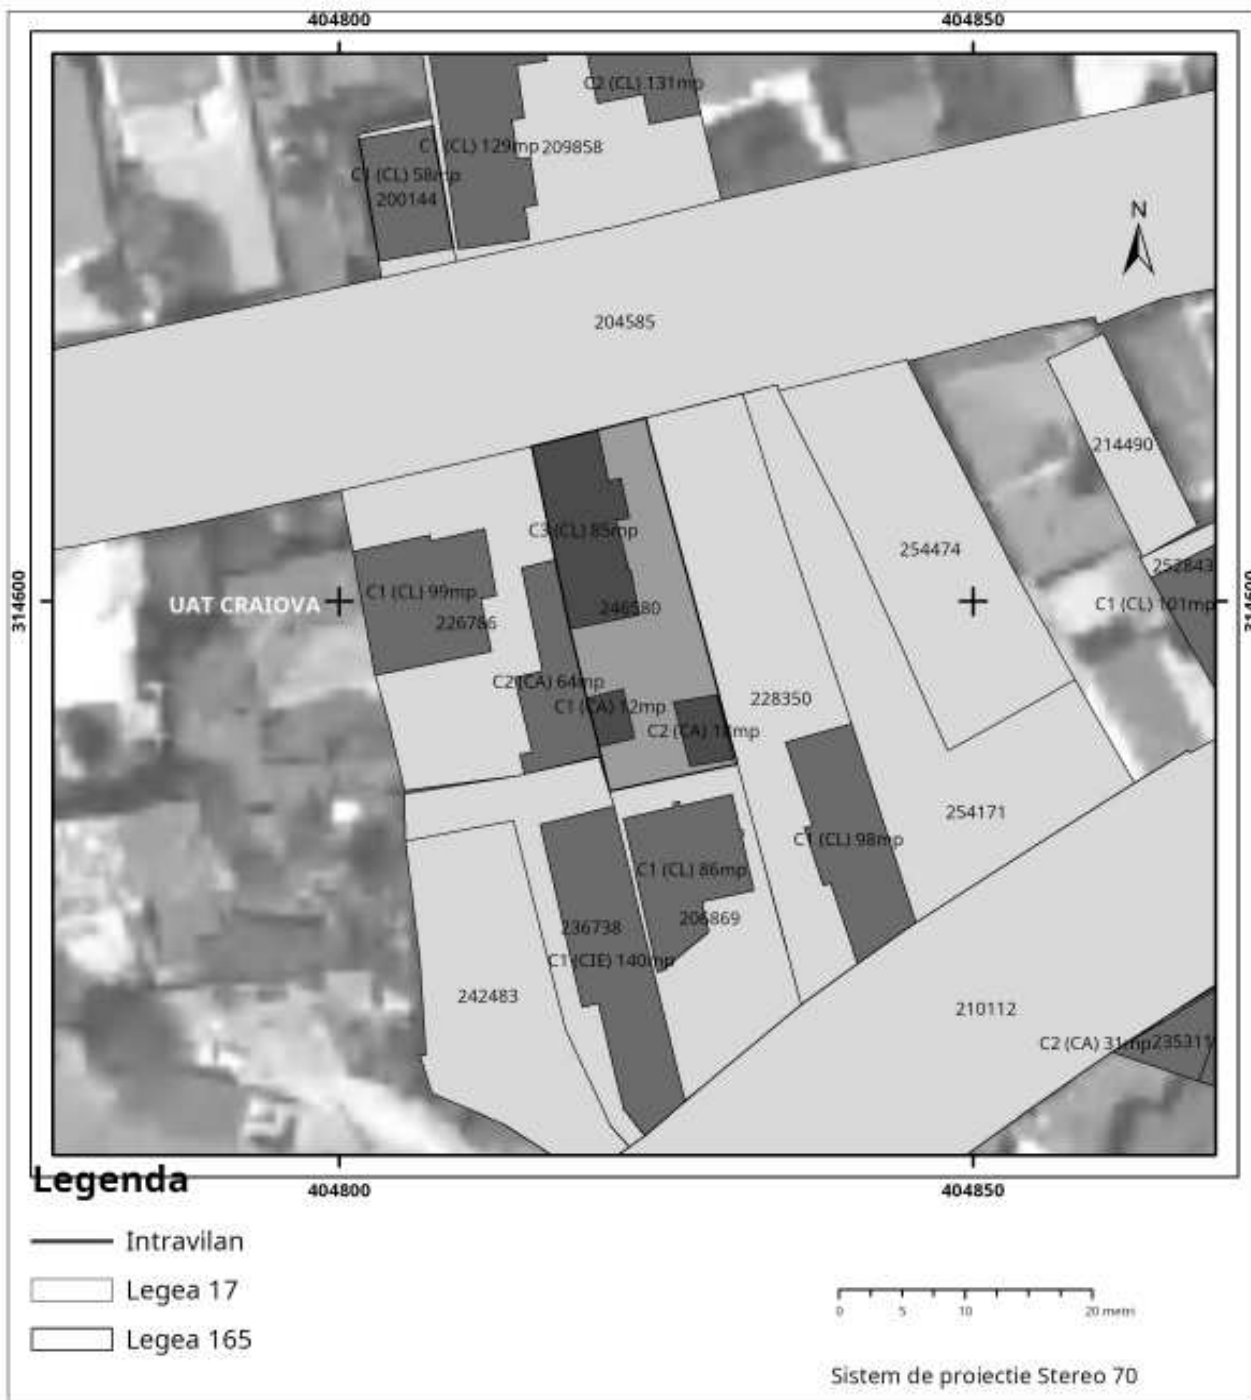 404800 404850
C2 (CL) 131mp
C1 (CL) 129mp 209858
C1 (CL) 58mp
200144
N
204585
214490
C3 (CL) 85mp
254474
252843
C1 (CL) 99mp
C1 (CL) 101mp
314600 UAT CRAIOVA 246580 314600
226786
C2 (CA) 64mp
228350
C1 (CA) 12mp
C2 (CA) 12mp
254171
C1 (CL) 98mp
C1 (CL) 86mp
206869
236738
C1 (CIE) 140mp
242483
210112
C2 (CA) 31mp 235311
Legenda
404800 404850
Intravilan
Legea 17
Legea 165
0 5 10 20 metri
Sistem de proiectie Stereo 70